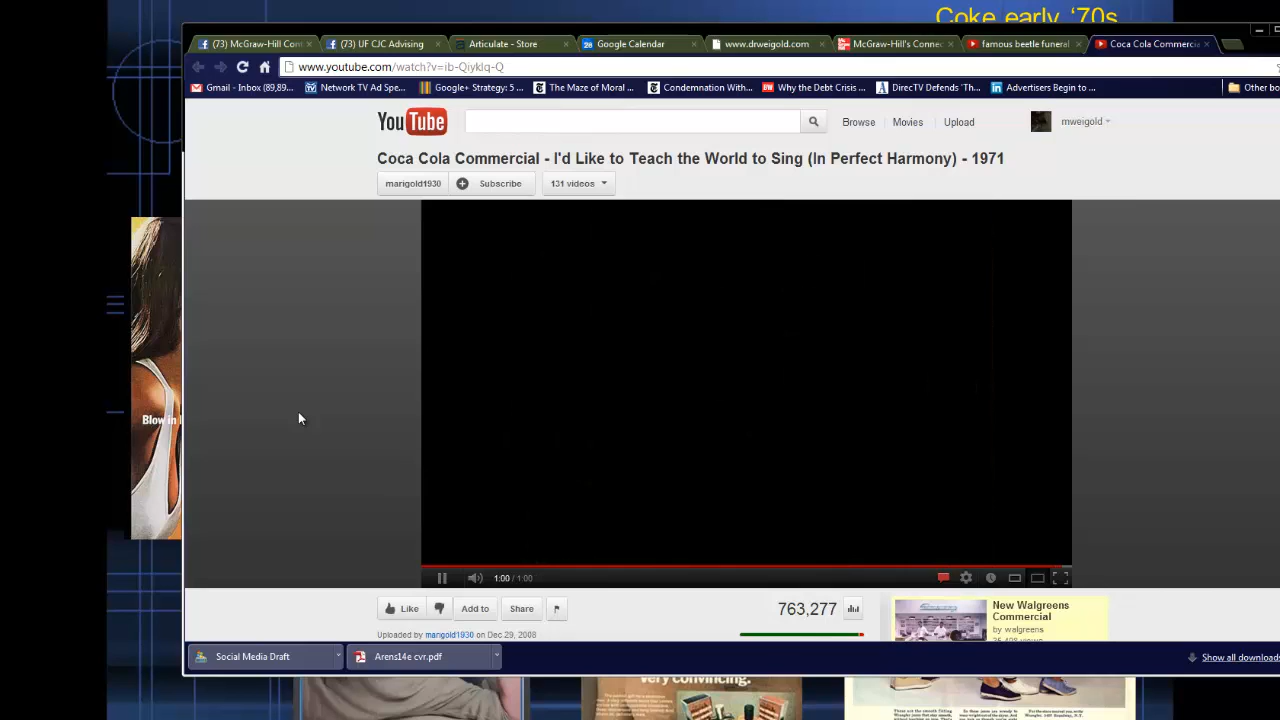 Coke early ‘70s
(73) McGraw-Hill Con
(73) UF CJC Advising
Articulate - Store
Google Calendar
www.drweigold.com
McGraw-Hill's Connec
famous beetle funeral
Coca Cola Commercia
www.youtube.com/watch?v=ib-Qiyklq-Q
Gmail - Inbox (89,89...
Network TV Ad Spe...
Google+ Strategy: 5 ...
The Maze of Moral ...
Condemnation With...
Why the Debt Crisis ...
DirecTV Defends 'Th...
Advertisers Begin to ...
Other bo
YouTube
Browse
Movies
Upload
mweigold
Coca Cola Commercial - I'd Like to Teach the World to Sing (In Perfect Harmony) - 1971
marigold1930
Subscribe
131 videos
Blow in
1:00 / 1:00
Like
Add to
Share
763,277
New Walgreens
Commercial
by walgreens
Uploaded by marigold1930 on Dec 29, 2008
Social Media Draft
Arens14e cvr.pdf
Show all downloads
very convincing.